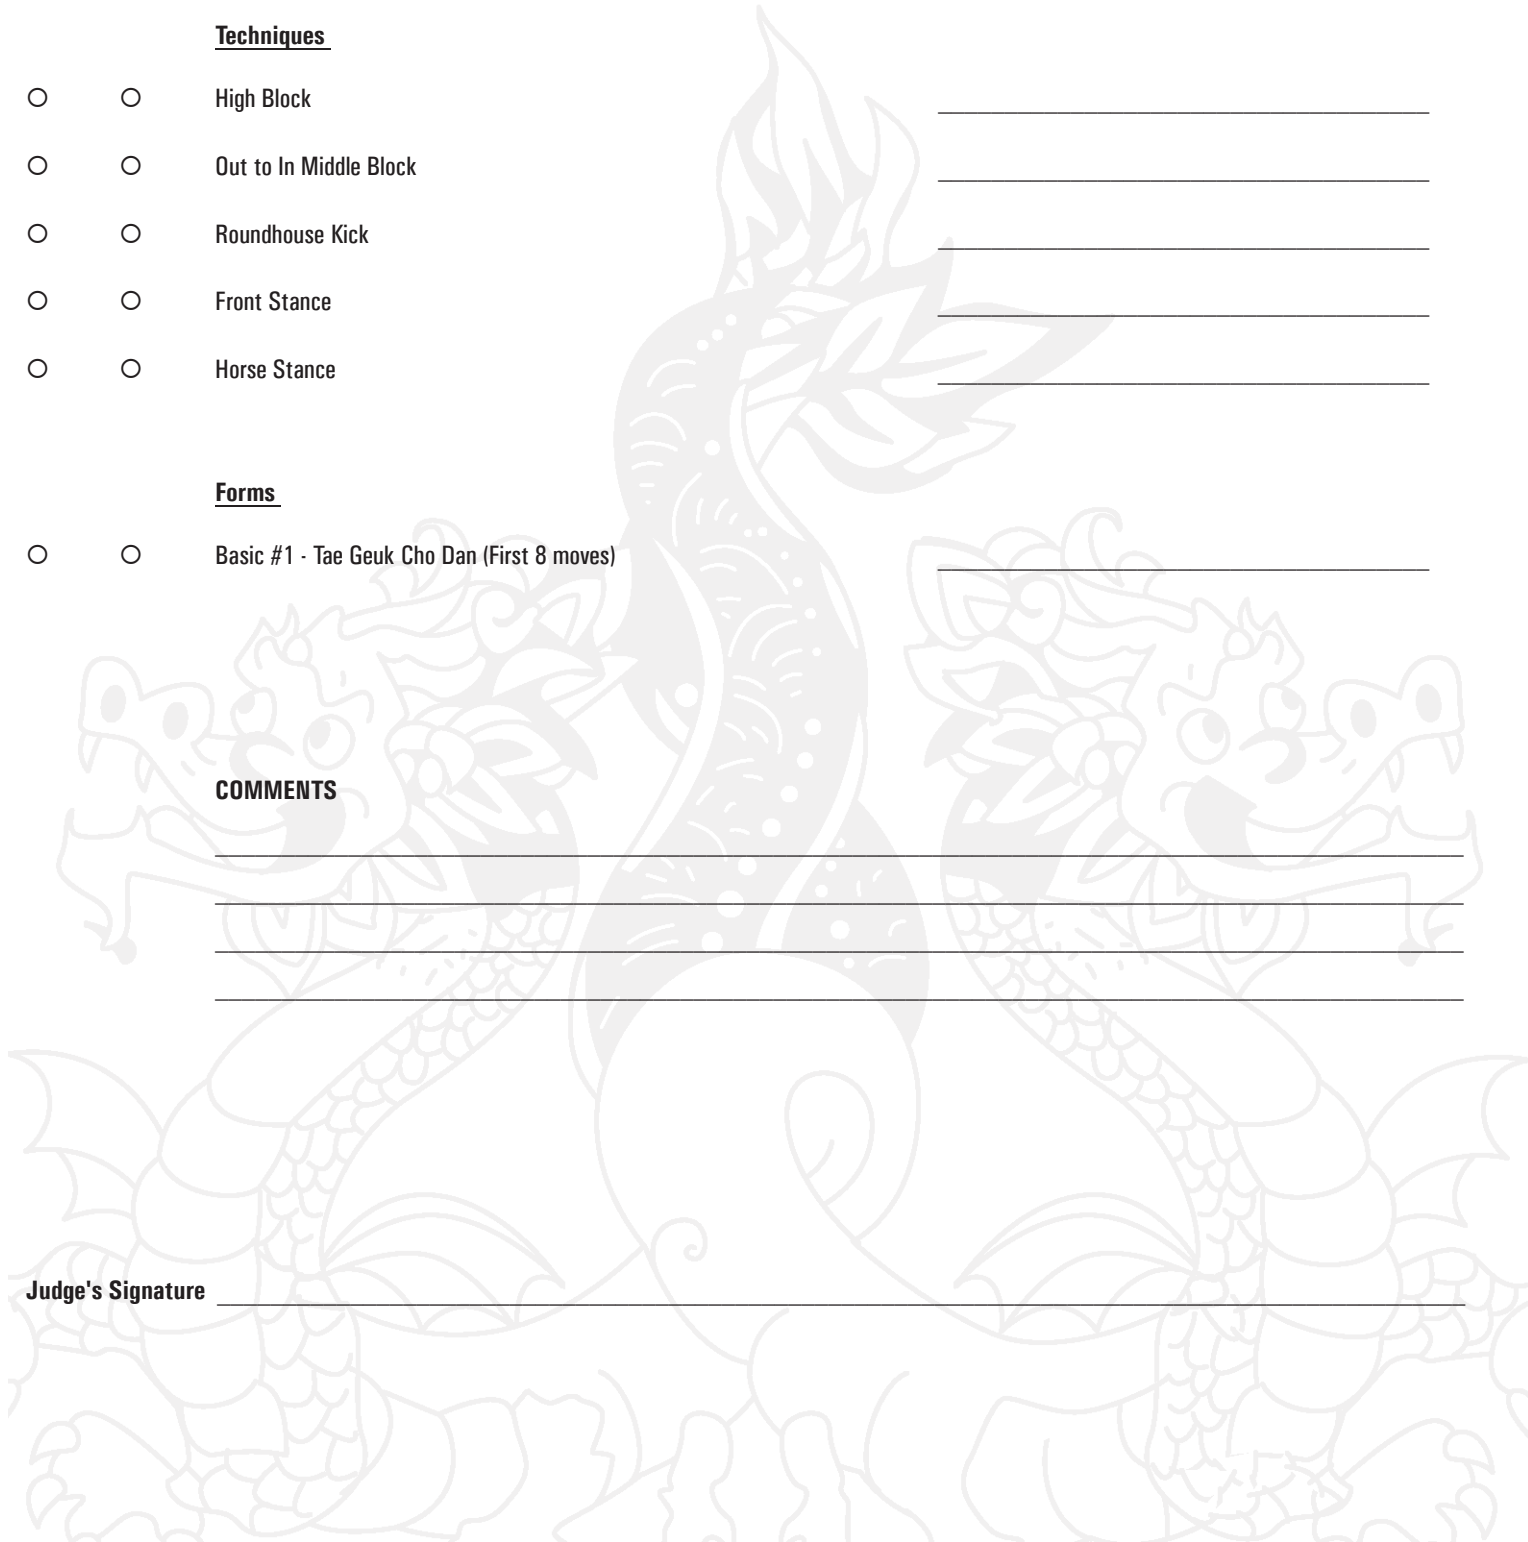 Techniques
High Block
Out to In Middle Block
Roundhouse Kick
Front Stance
Horse Stance
Forms
Basic #1 - Tae Geuk Cho Dan (First 8 moves)
COMMENTS
Judge's Signature